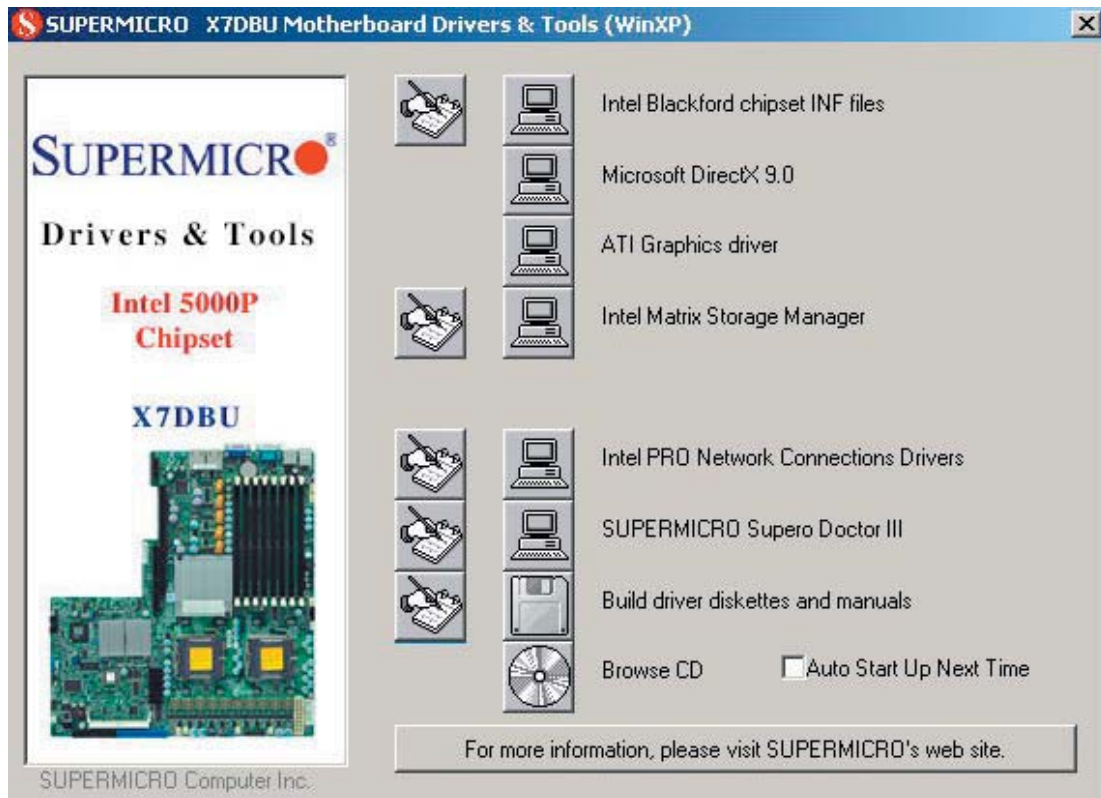 SUPERMICRO X7DBU Motherboard Drivers & Tools (WinXP)
SUPERMICRO®
Drivers & Tools
Intel 5000P
Chipset
X7DBU
SUPERMICRO Computer Inc.
Intel Blackford chipset INF files
Microsoft DirectX 9.0
ATI Graphics driver
Intel Matrix Storage Manager
Intel PRO Network Connections Drivers
SUPERMICRO Supero Doctor III
Build driver diskettes and manuals
Browse CD
Auto Start Up Next Time
For more information, please visit SUPERMICRO's web site.